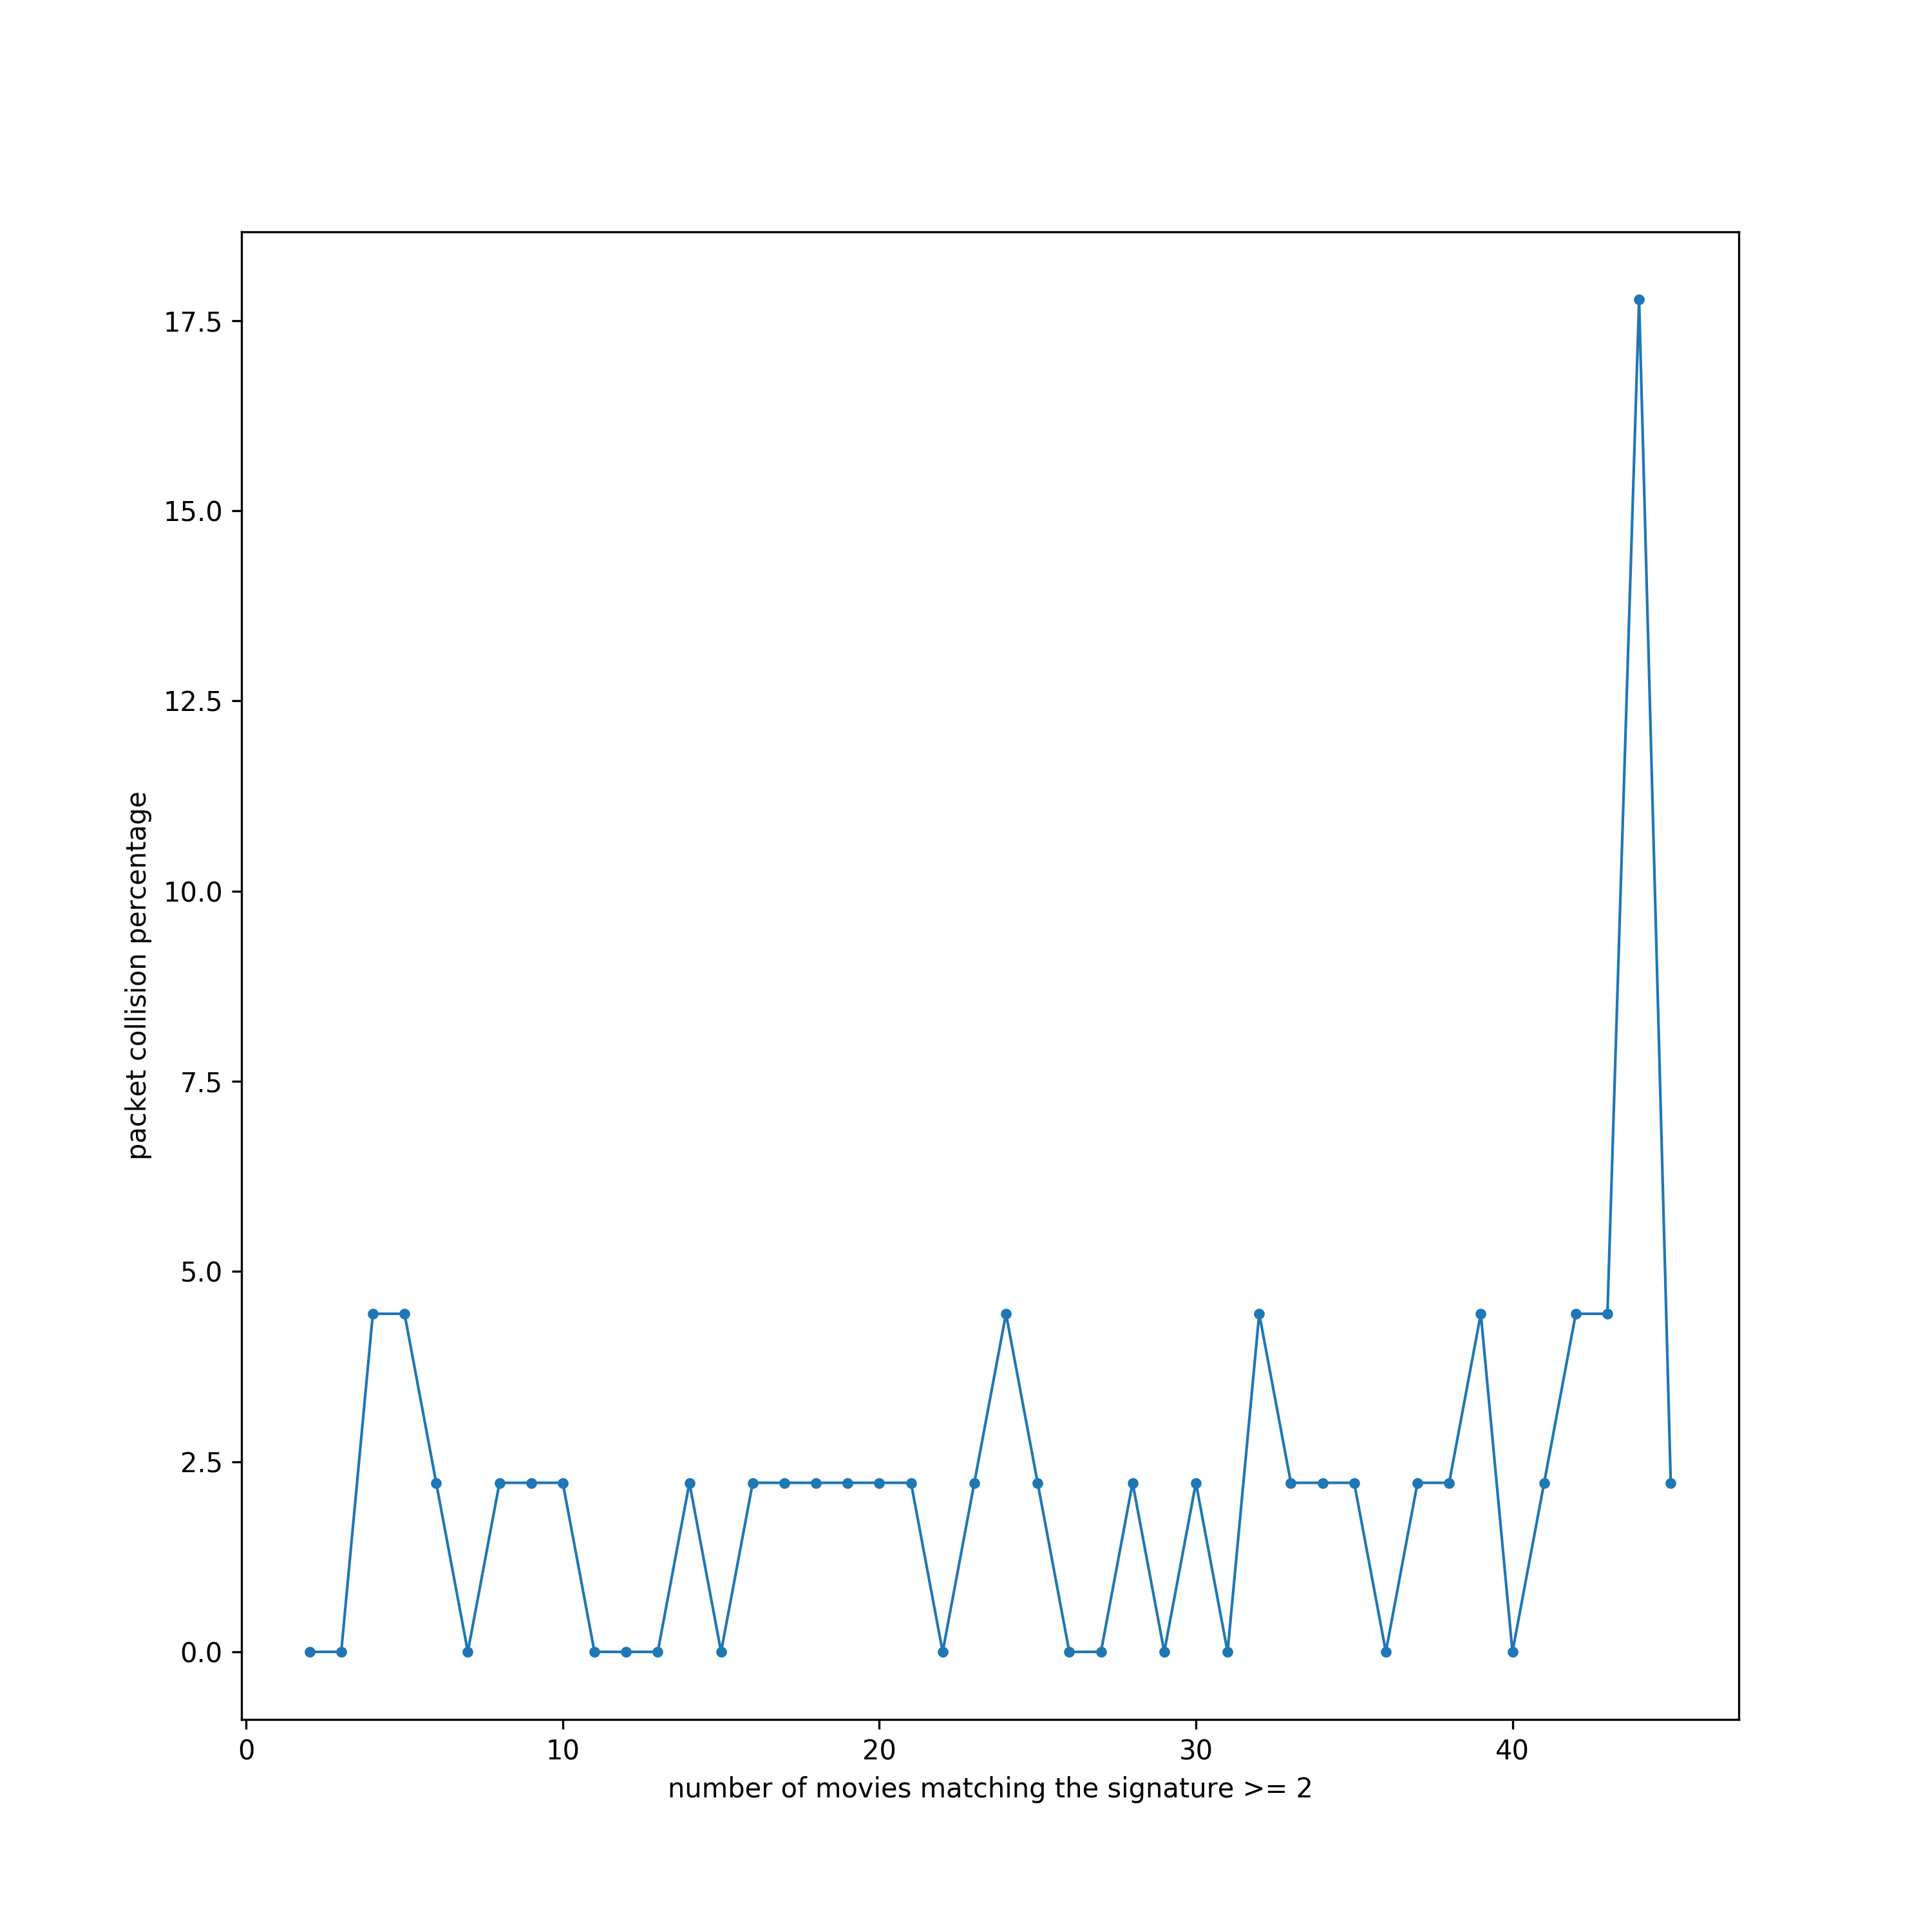 17.5
15.0
12.5
10.0
7.5
5.0
2.5
0.0
packet collision percentage
0 10 20 30 40
number of movies matching the signature >= 2